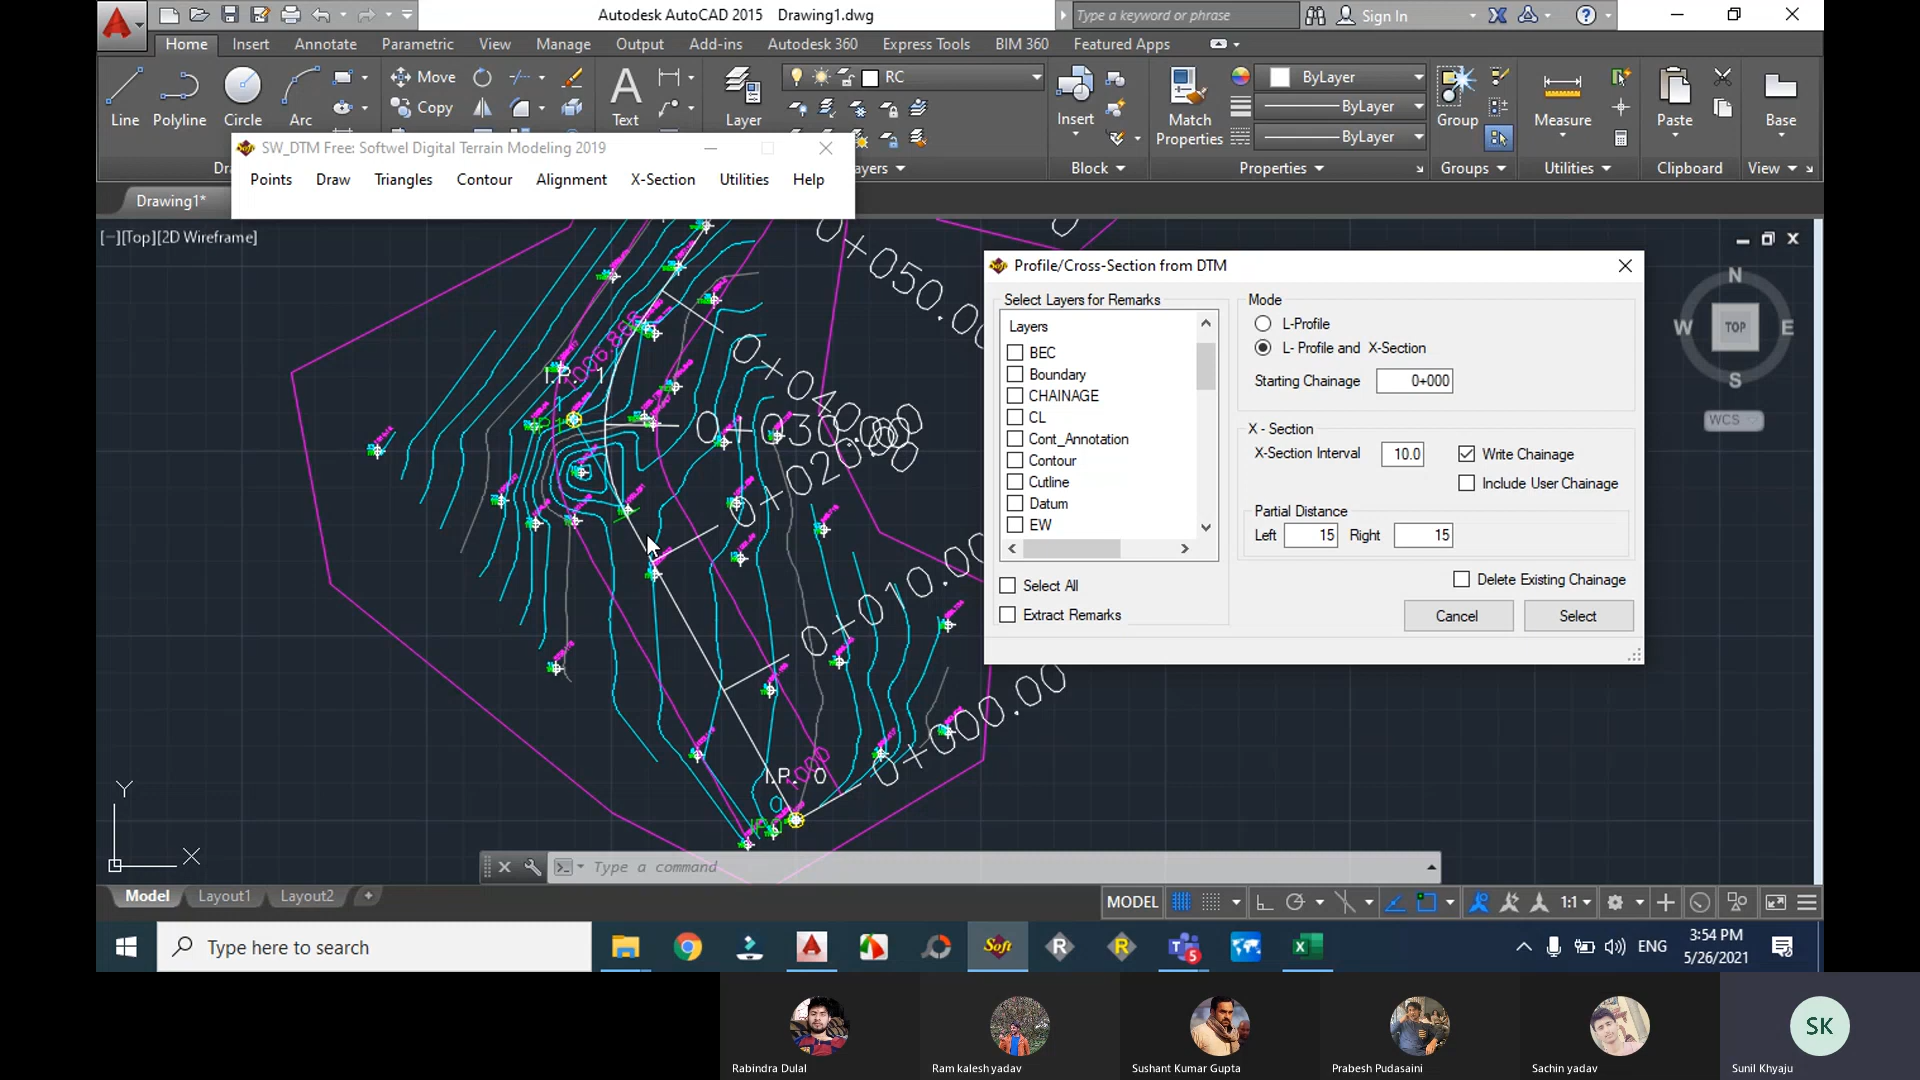 Autodesk AutoCAD 2015 Drawing1.dwg
Type a keyword or phrase
Sign In
Home Insert Annotate Parametric View Manage Output Add-ins Autodesk 360 Express Tools BIM 360 Featured Apps
Line Polyline Circle Arc
Move
Copy
Text
Layer
RC
Insert
Match
Properties
ByLayer
ByLayer
ByLayer
Group
Measure
Paste
Base
Block
Properties
Groups
Utilities
Clipboard
View
SW_DTM Free: Softwel Digital Terrain Modeling 2019
Points Draw Triangles Contour Alignment X-Section Utilities Help
Drawing1*
[−][Top][2D Wireframe]
0+050.0
0+030.00
0+020.00
0+010.00
0+000.00
I.P. 1
I.P. 0
1000
Profile/Cross-Section from DTM
Select Layers for Remarks
Layers
BEC
Boundary
CHAINAGE
CL
Cont_Annotation
Contour
Cutline
Datum
EW
Select All
Extract Remarks
Mode
L-Profile
L- Profile and X-Section
Starting Chainage 0+000
X - Section
X-Section Interval 10.0
Write Chainage
Include User Chainage
Partial Distance
Left 15 Right 15
Delete Existing Chainage
Cancel Select
N
W TOP E
S
WCS
Y
X
Type a command
Model Layout1 Layout2
MODEL
1:1
Type here to search
Soft
5
ENG
3:54 PM
5/26/2021
SK
Rabindra Dulal
Ram kalesh yadav
Sushant Kumar Gupta
Prabesh Pudasaini
Sachin yadav
Sunil Khyaju